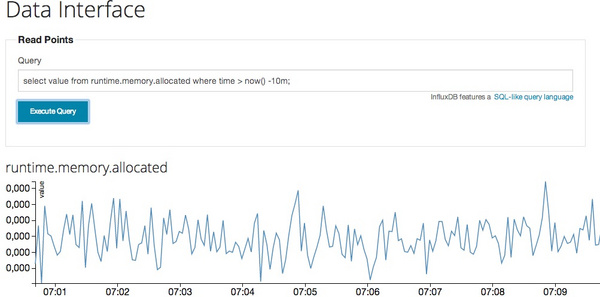 Data Interface
Read Points
Query
select value from runtime.memory.allocated where time > now() -10m;
InfluxDB features a SQL-like query language
Execute Query
runtime.memory.allocated
value
0,000
0,000
0,000
0,000
0,000
0,000
07:01 07:02 07:03 07:04 07:05 07:06 07:07 07:08 07:09